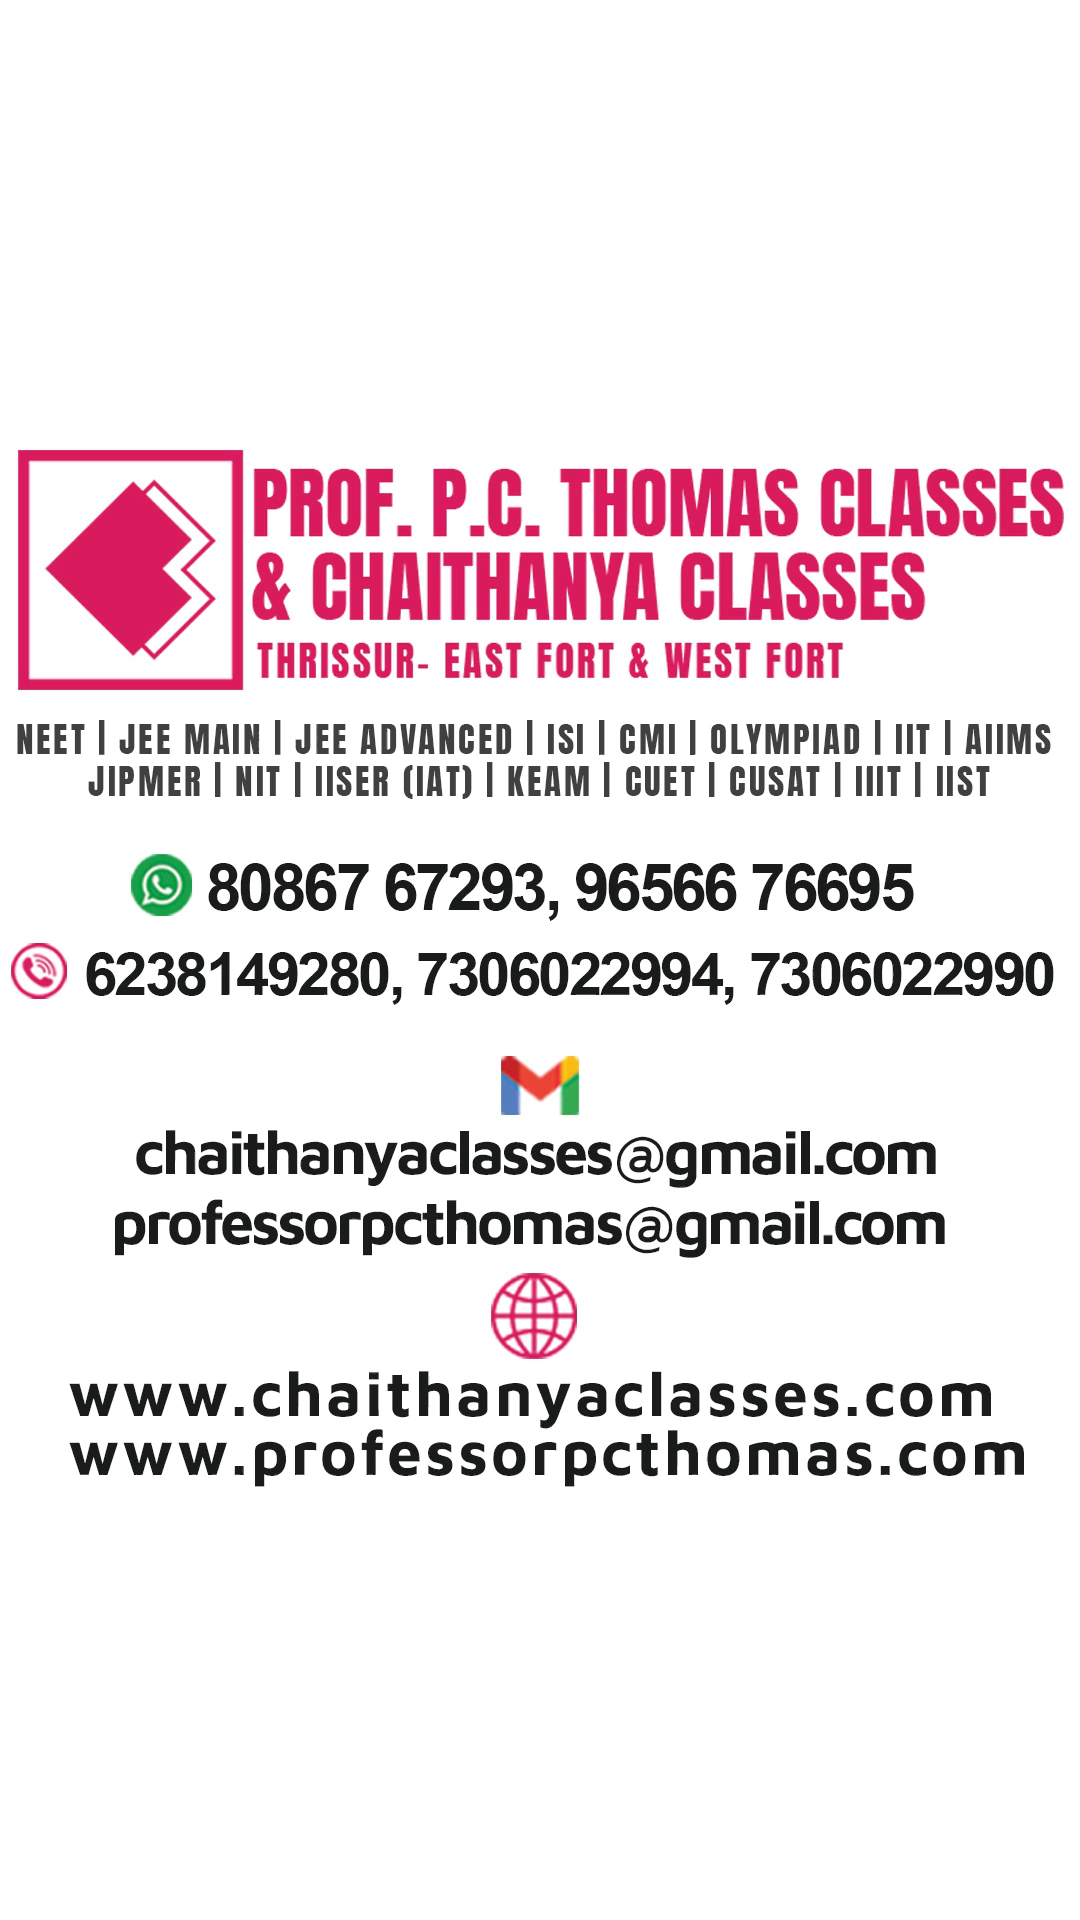 PROF. P.C. THOMAS CLASSES
& CHAITHANYA CLASSES
THRISSUR- EAST FORT & WEST FORT
NEET | JEE MAIN | JEE ADVANCED | ISI | CMI | OLYMPIAD | IIT | AIIMS
JIPMER | NIT | IISER (IAT) | KEAM | CUET | CUSAT | IIIT | IIST
80867 67293, 96566 76695
6238149280, 7306022994, 7306022990
chaithanyaclasses@gmail.com
professorpcthomas@gmail.com
www.chaithanyaclasses.com
www.professorpcthomas.com